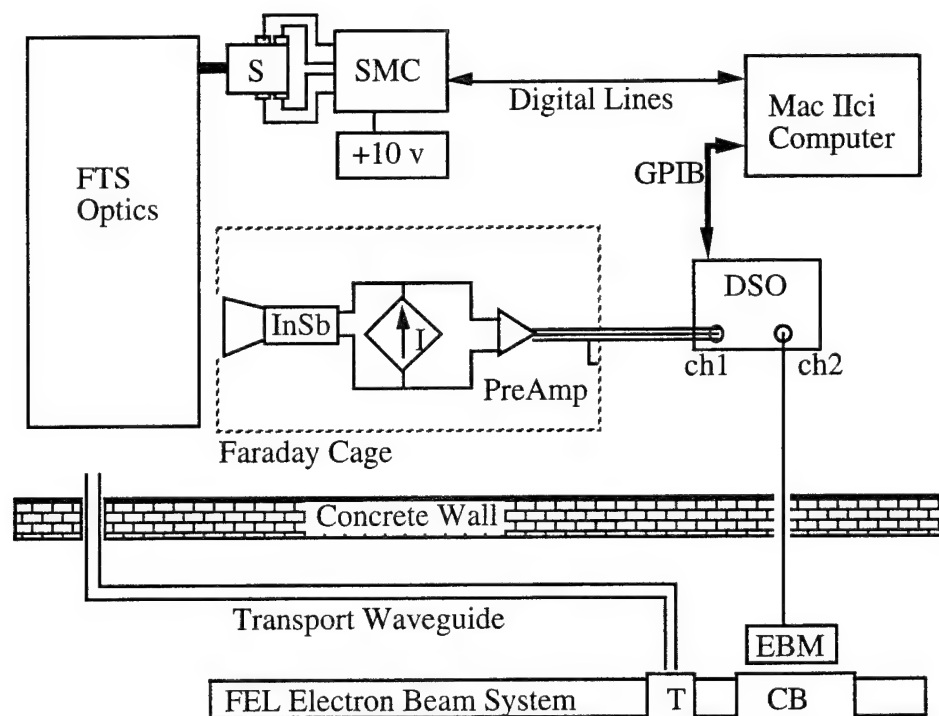 S
SMC
Digital Lines
Mac IIci
Computer
+10 v
GPIB
FTS
Optics
DSO
InSb
I
PreAmp
ch1
ch2
Faraday Cage
Concrete Wall
Transport Waveguide
EBM
FEL Electron Beam System
T
CB